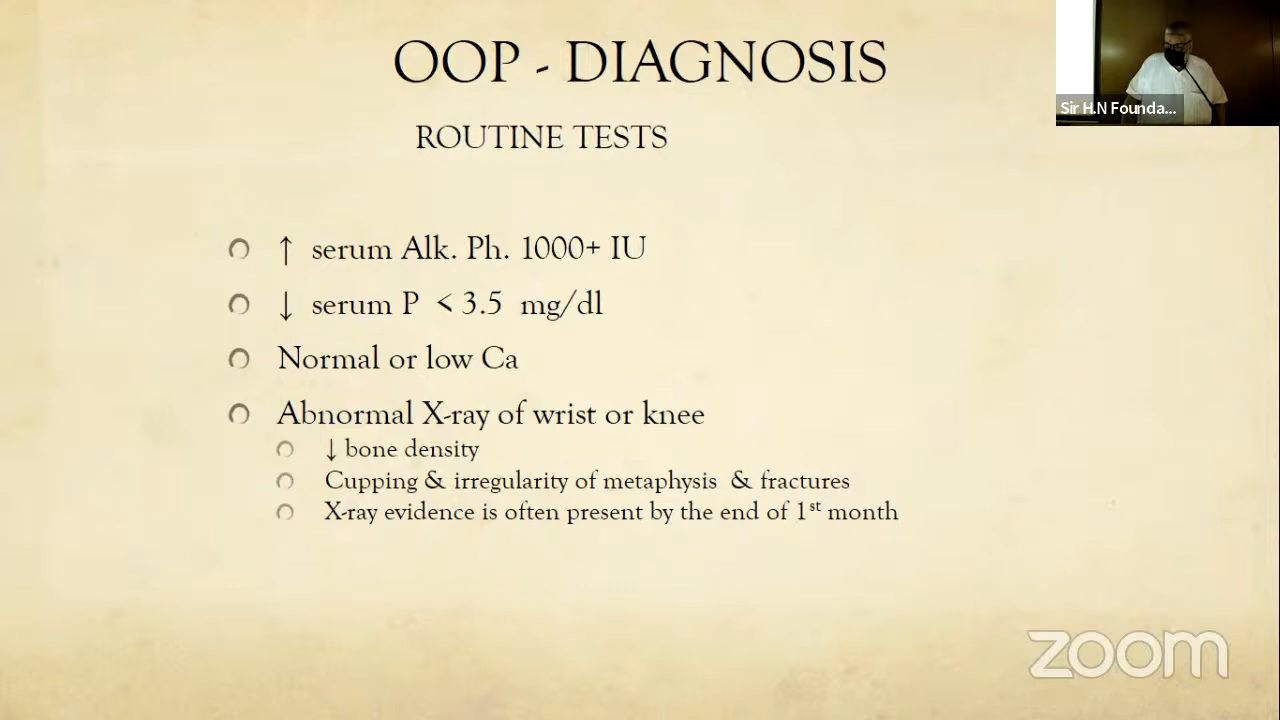 OOP - DIAGNOSIS
Sir H.N Founda...
ROUTINE TESTS
↑ serum Alk. Ph. 1000+ IU
↓ serum P < 3.5 mg/dl
Normal or low Ca
Abnormal X-ray of wrist or knee
↓ bone density
Cupping & irregularity of metaphysis & fractures
X-ray evidence is often present by the end of 1st month
zoom